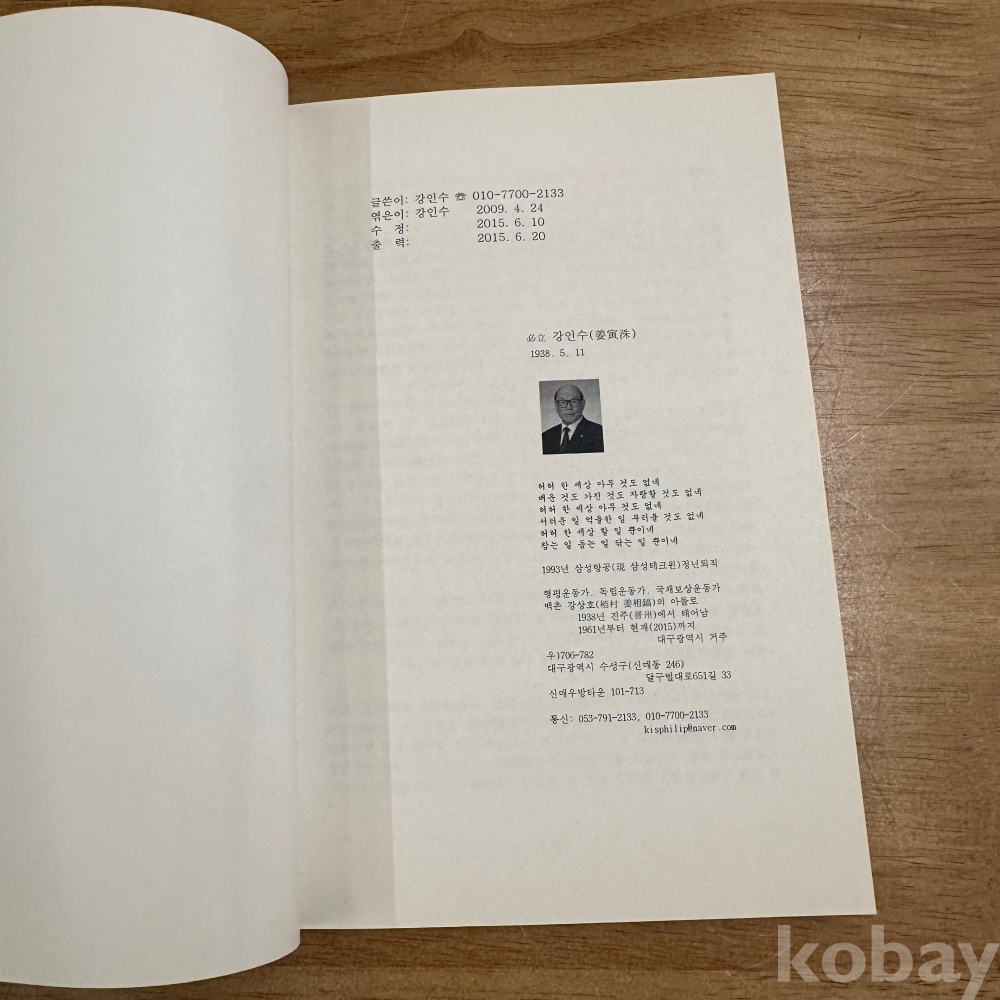 글쓴이: 강인수 ☎ 010-7700-2133
엮은이: 강인수 2009. 4. 24
수 정: 2015. 6. 10
출 력: 2015. 6. 20
必立 강인수(姜寅洙)
1938. 5. 11
허허 한 세상 아무 것도 없네
배운 것도 가진 것도 자랑할 것도 없네
허허 한 세상 아무 것도 없네
서러운 일 억울한 일 부러울 것도 없네
허허 한 세상 할 일 뿐이네
참는 일 돕는 일 닦는 일 뿐이네
1993년 삼성항공(現 삼성테크윈)정년퇴직
형평운동가. 독립운동가. 국채보상운동가
백촌 강상호(栢村 姜相鎬)의 아들로
1938년 진주(晋州)에서 태어남
1961년부터 현재(2015)까지
대구광역시 거주
우)706-782
대구광역시 수성구(신매동 246)
달구벌대로651길 33
신매우방타운 101-713
통신: 053-791-2133, 010-7700-2133
kisphilip@naver.com
kobay